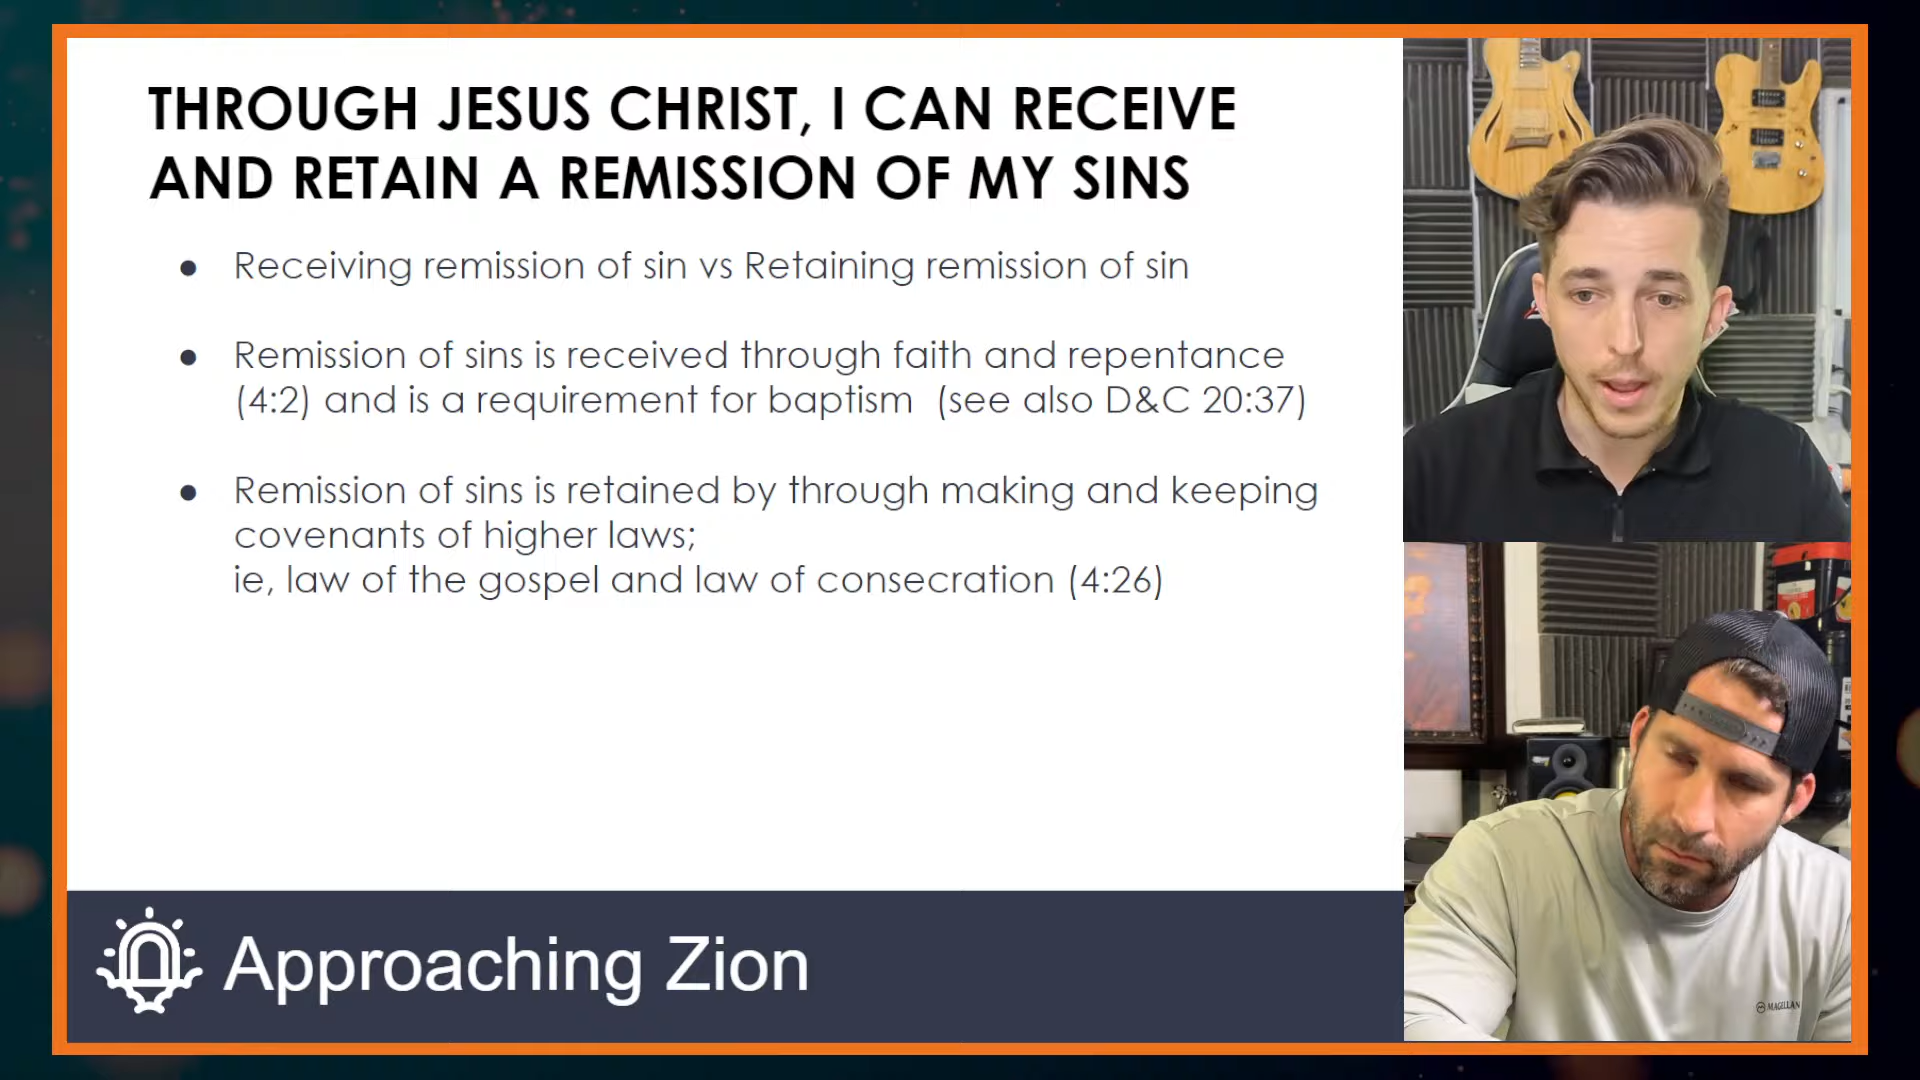 THROUGH JESUS CHRIST, I CAN RECEIVE
AND RETAIN A REMISSION OF MY SINS
● Receiving remission of sin vs Retaining remission of sin
● Remission of sins is received through faith and repentance
(4:2) and is a requirement for baptism (see also D&C 20:37)
● Remission of sins is retained by through making and keeping
covenants of higher laws;
ie, law of the gospel and law of consecration (4:26)
Approaching Zion
MAGELLAN